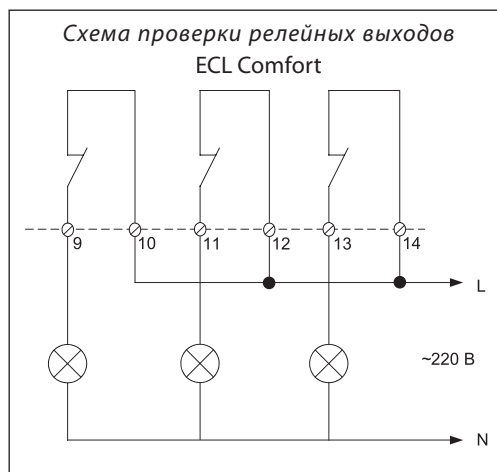 Схема проверки релейных выходов
ECL Comfort
9 10 11 12 13 14
L
~220 В
N